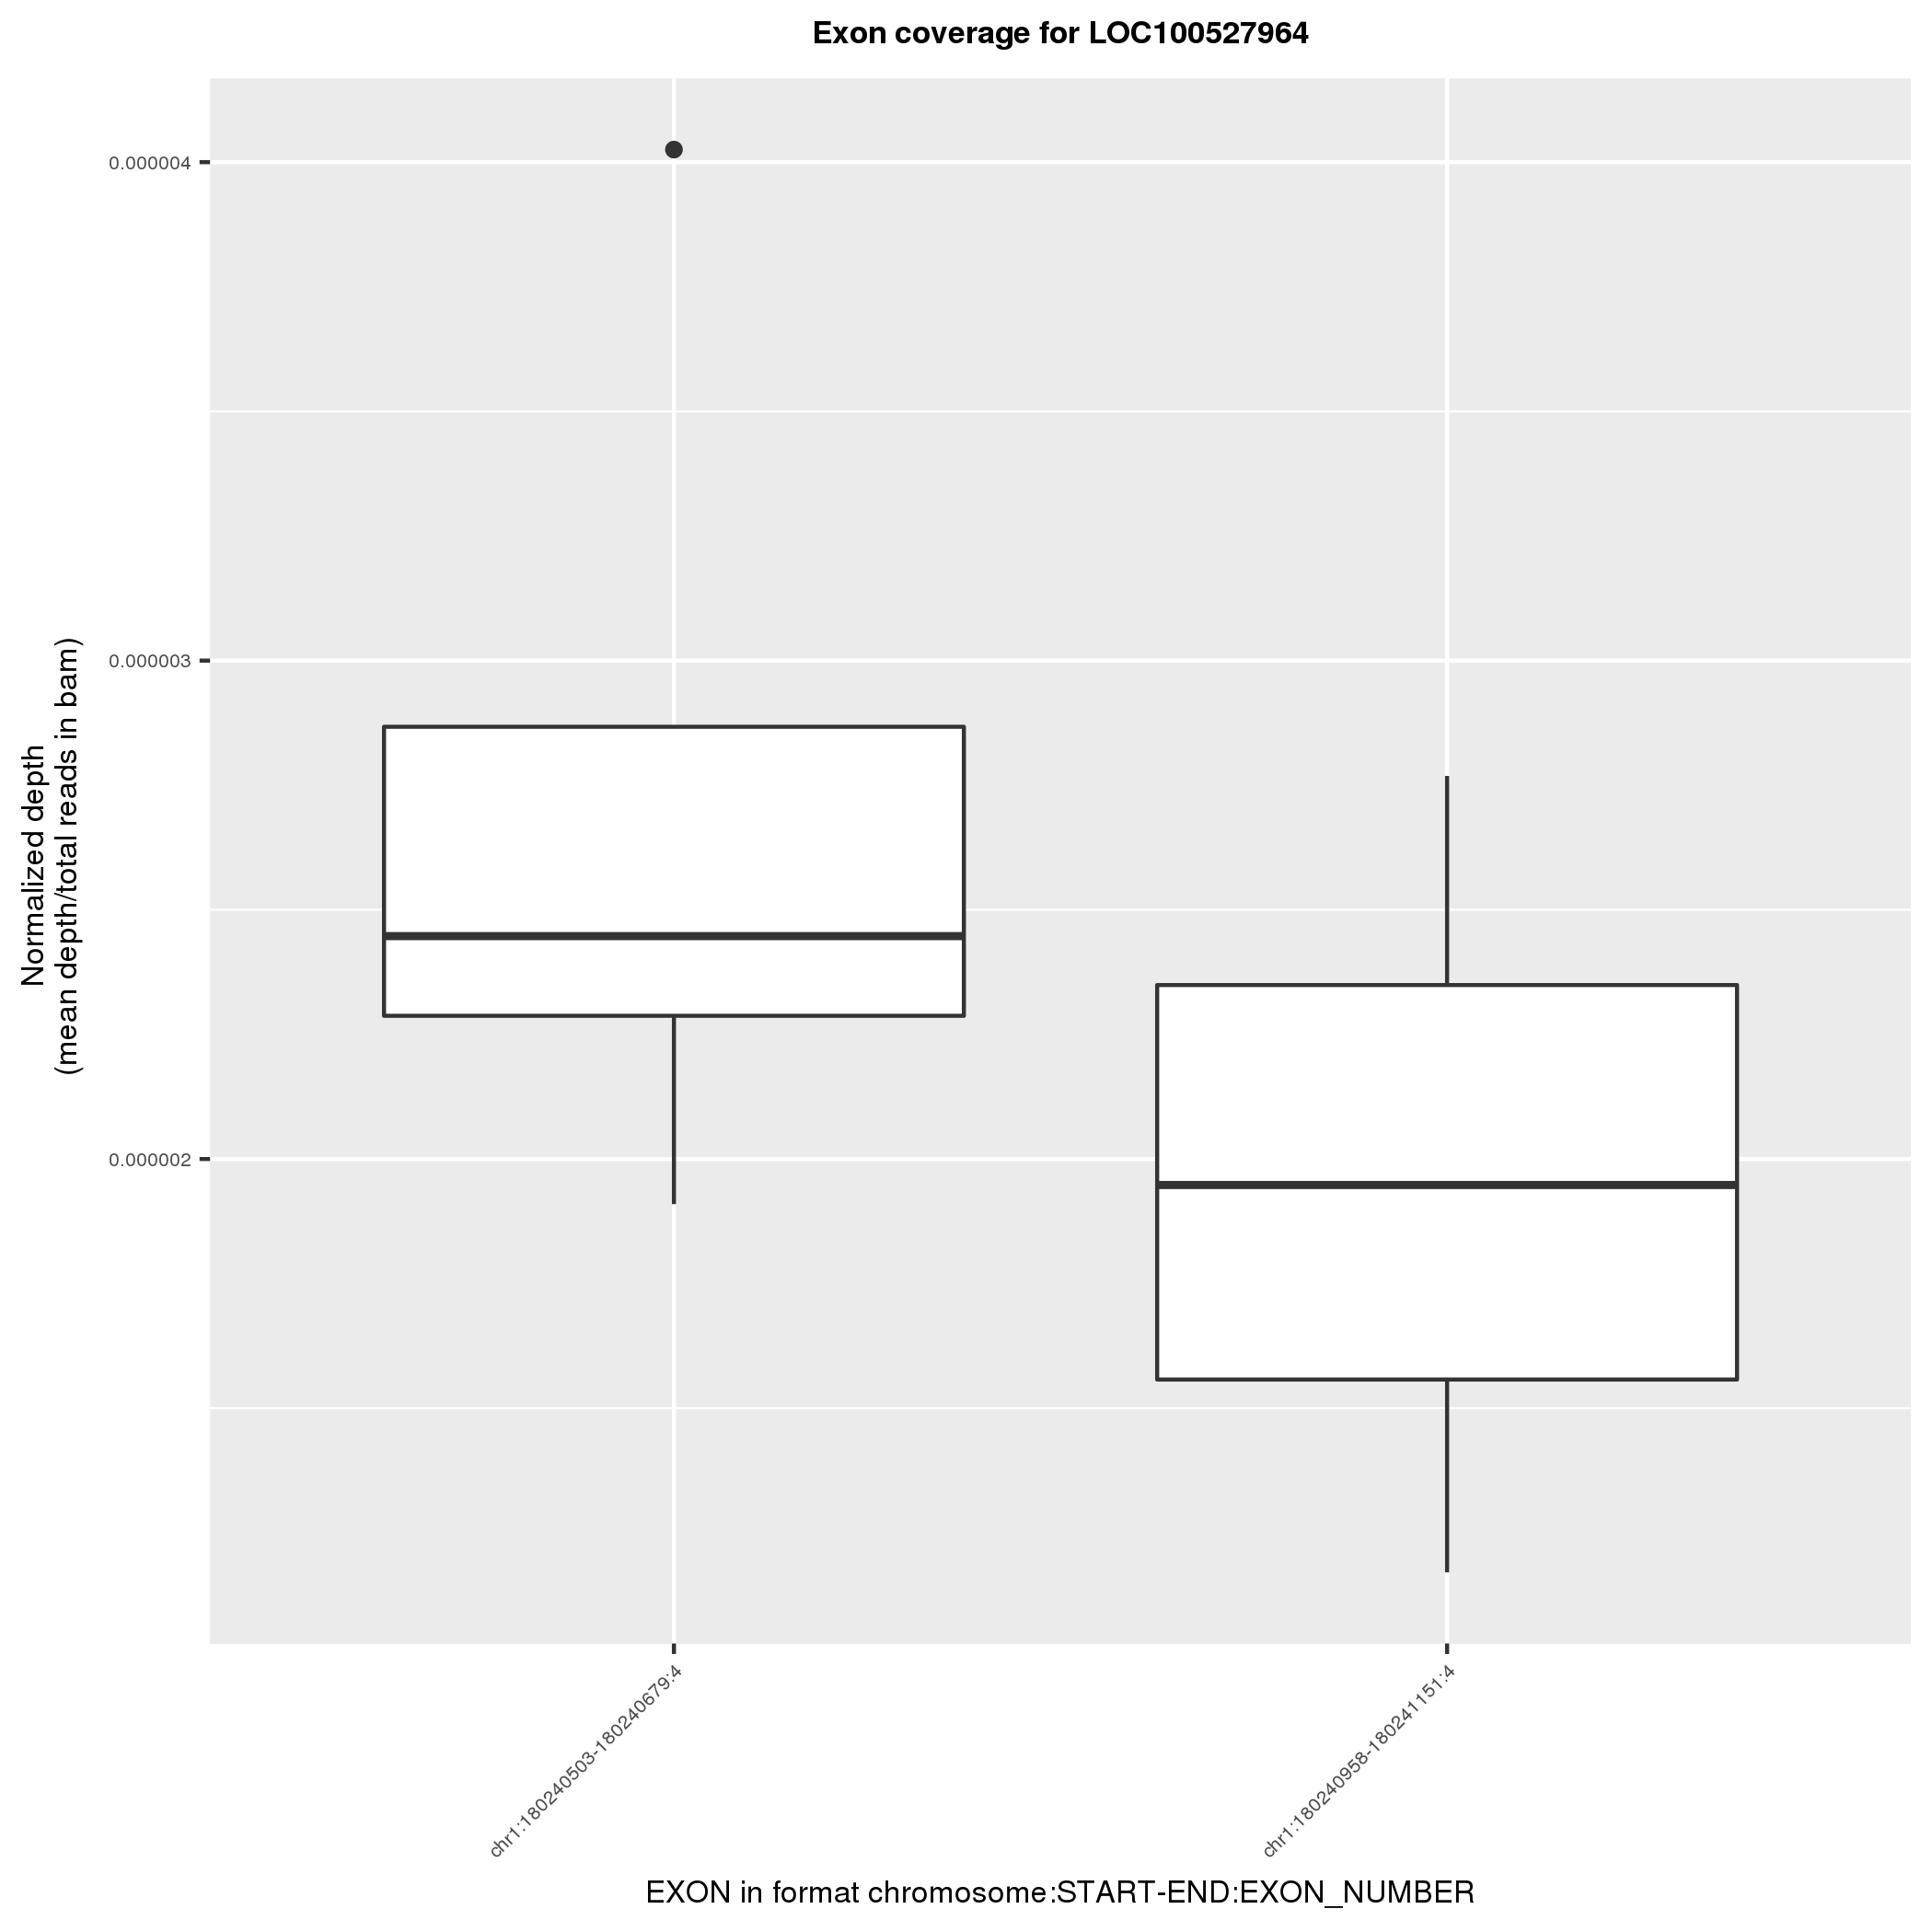 Exon coverage for LOC100527964
Normalized depth
(mean depth/total reads in bam)
0.000004
0.000003
0.000002
chr1:180240503-180240679:4
chr1:180240958-180241151:4
EXON in format chromosome:START-END:EXON_NUMBER